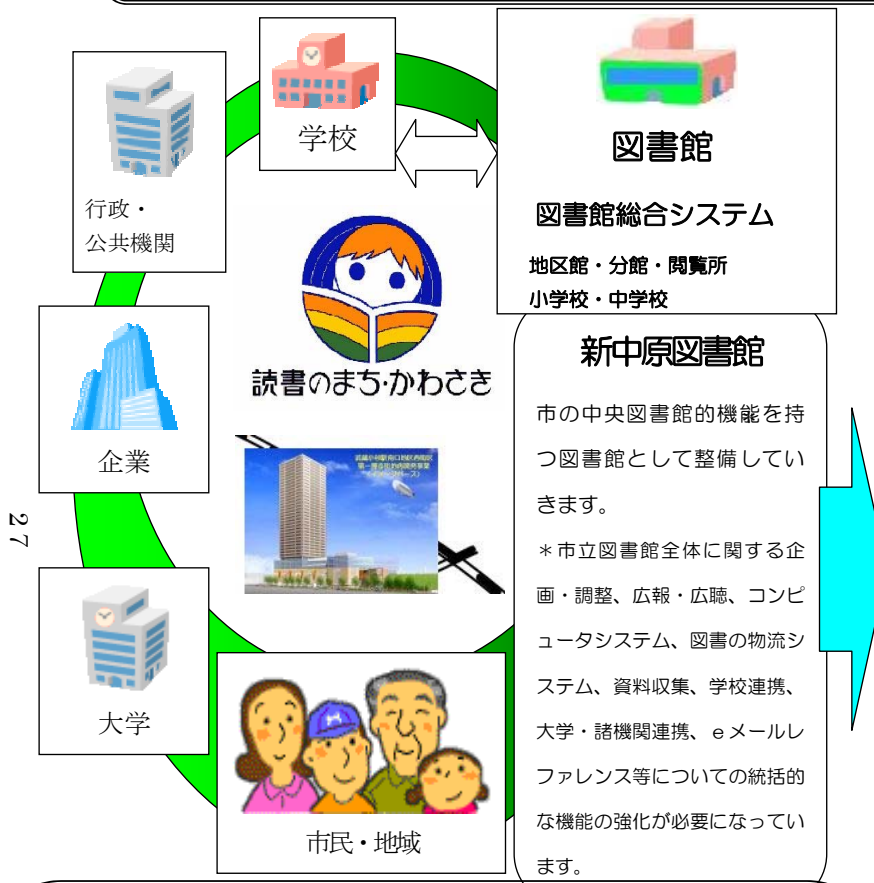 学校
行政・
公共機関
図書館
図書館総合システム
地区館・分館・閲覧所
小学校・中学校
読書のまち・かわさき
企業
大学
市民・地域
新中原図書館
市の中央図書館的機能を持
つ図書館として整備してい
きます。
＊市立図書館全体に関する企
画・調整、広報・広聴、コンピ
ュータシステム、図書の物流シ
ステム、資料収集、学校連携、
大学・諸機関連携、ｅメールレ
ファレンス等についての統括的
な機能の強化が必要になってい
ます。
27